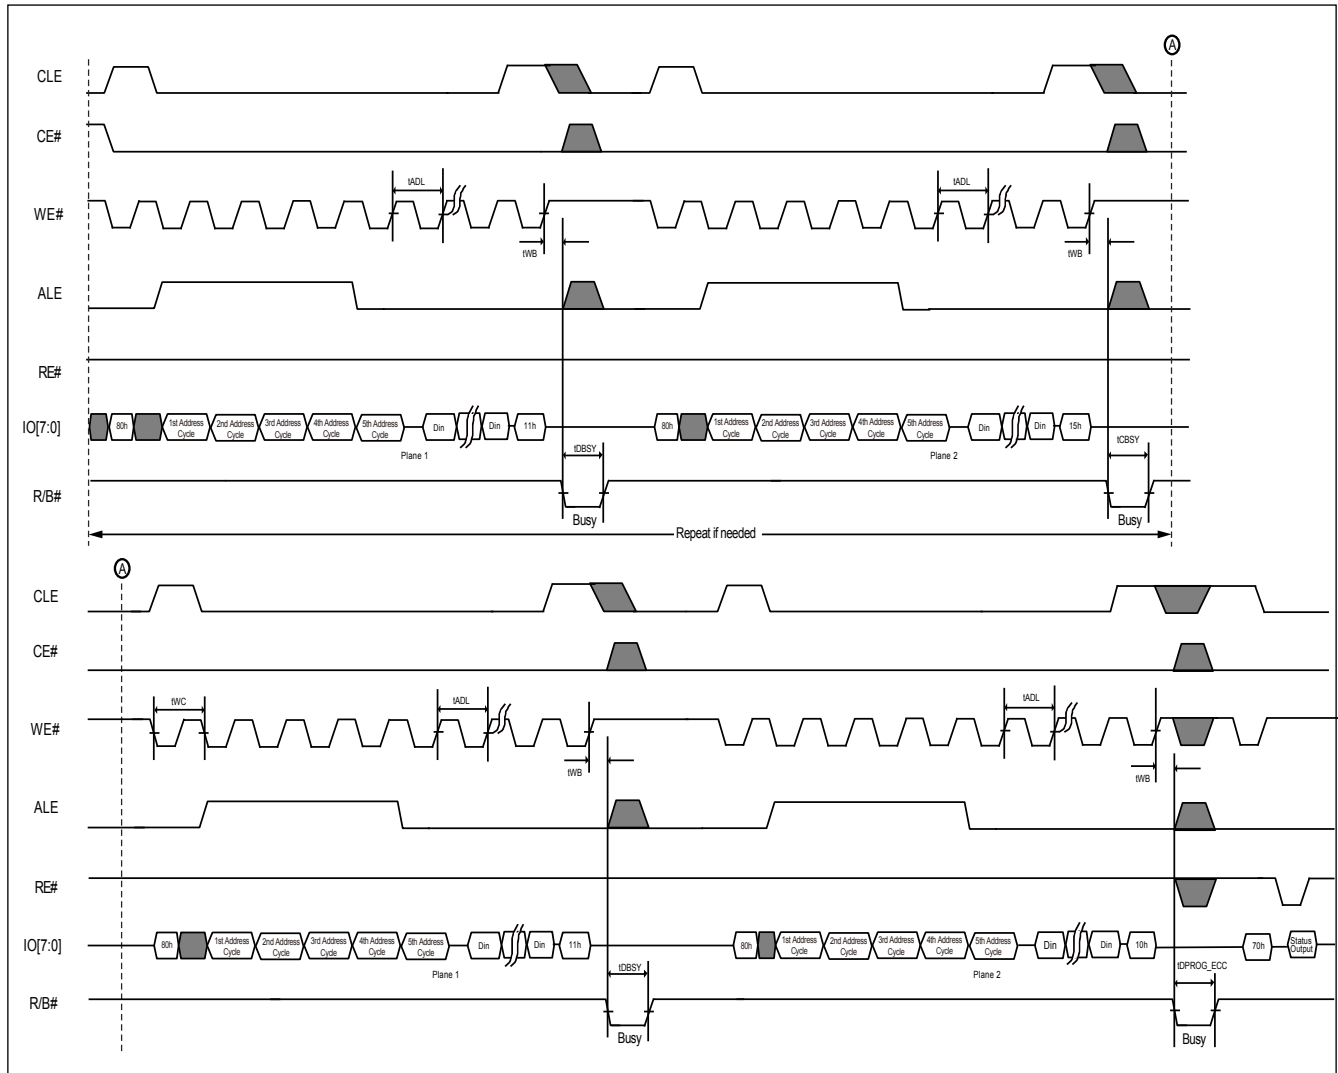 A
CLE
CE#
tADL tADL
WE#
tWB tWB
ALE
RE#
IO[7:0] 80h 1st Address Cycle 2nd Address Cycle 3rd Address Cycle 4th Address Cycle 5th Address Cycle Din Din 11h 80h 1st Address Cycle 2nd Address Cycle 3rd Address Cycle 4th Address Cycle 5th Address Cycle Din Din 15h
Plane 1 tDBSY Plane 2 tCBSY
R/B#
Busy Busy
Repeat if needed
A
CLE
CE#
tWC tADL tADL
WE#
tWB tWB
ALE
RE#
IO[7:0] 80h 1st Address Cycle 2nd Address Cycle 3rd Address Cycle 4th Address Cycle 5th Address Cycle Din Din 11h 80h 1st Address Cycle 2nd Address Cycle 3rd Address Cycle 4th Address Cycle 5th Address Cycle Din Din 10h 70h Status Output
Plane 1 tDBSY Plane 2 tDPROG_ECC
R/B#
Busy Busy